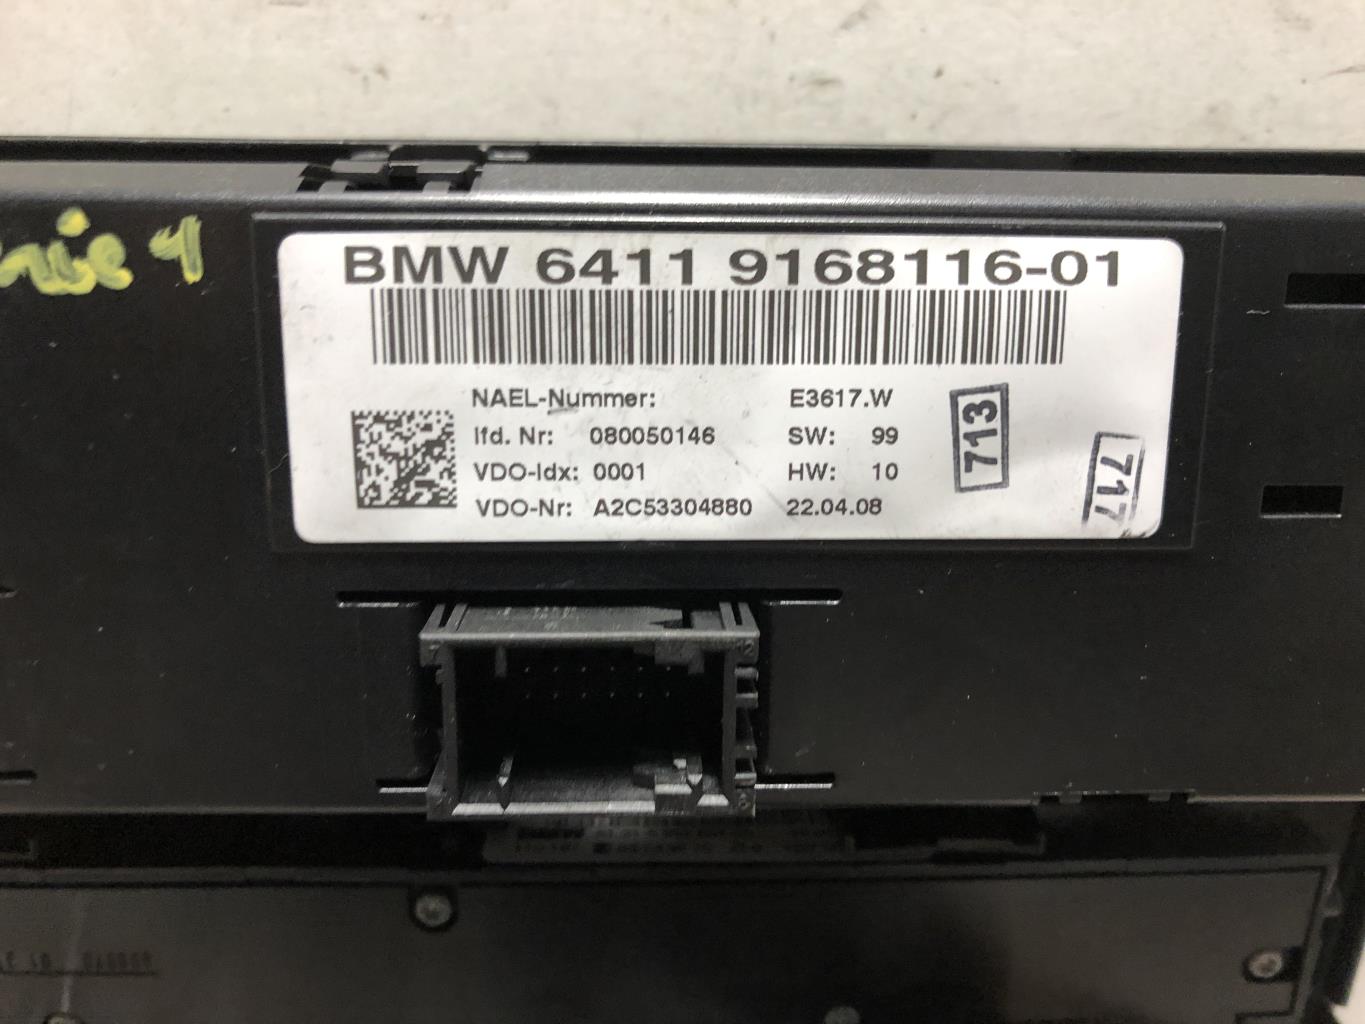 BMW 6411 9168116-01
NAEL-Nummer: E3617.W
lfd. Nr: 080050146 SW: 99
VDO-Idx: 0001 HW: 10
VDO-Nr: A2C53304880 22.04.08
713
717